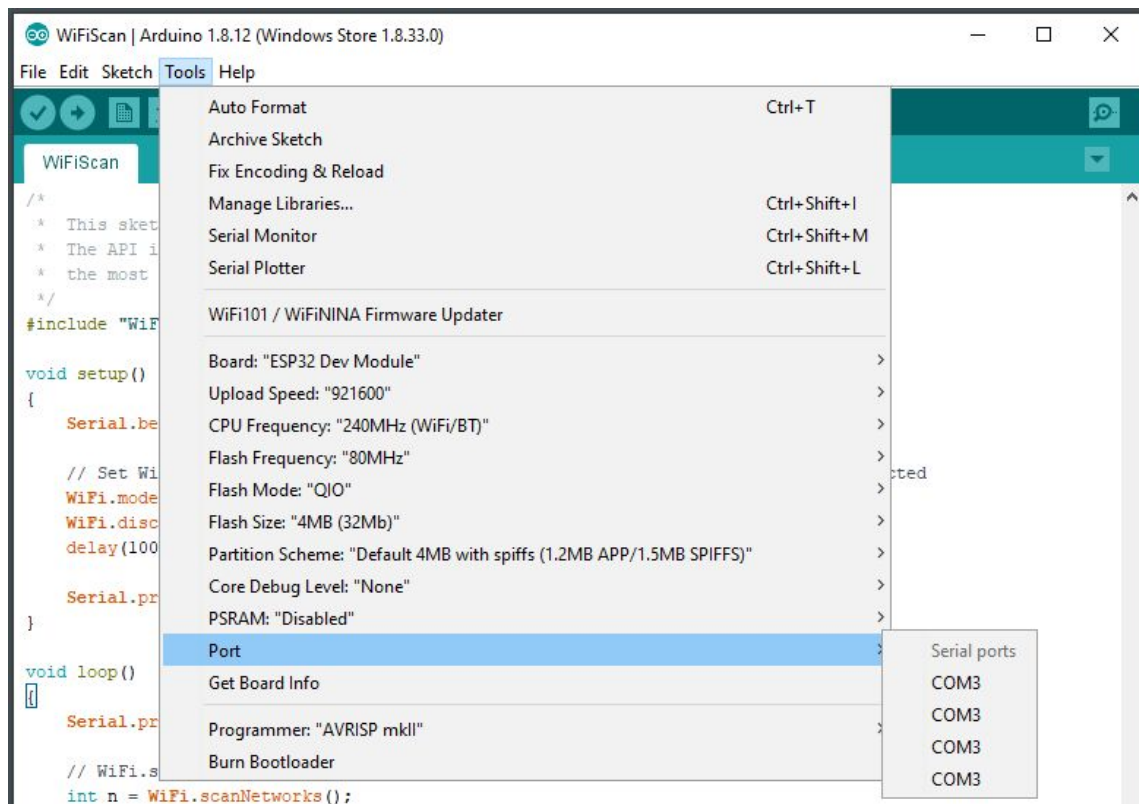 WiFiScan | Arduino 1.8.12 (Windows Store 1.8.33.0)
File Edit Sketch Tools Help
WiFiScan
Auto Format Ctrl+T
Archive Sketch
Fix Encoding & Reload
Manage Libraries... Ctrl+Shift+I
Serial Monitor Ctrl+Shift+M
Serial Plotter Ctrl+Shift+L
WiFi101 / WiFiNINA Firmware Updater
Board: "ESP32 Dev Module"
Upload Speed: "921600"
CPU Frequency: "240MHz (WiFi/BT)"
Flash Frequency: "80MHz"
Flash Mode: "QIO"
Flash Size: "4MB (32Mb)"
Partition Scheme: "Default 4MB with spiffs (1.2MB APP/1.5MB SPIFFS)"
Core Debug Level: "None"
PSRAM: "Disabled"
Port
Get Board Info
Programmer: "AVRISP mkII"
Burn Bootloader
Serial ports
COM3
COM3
COM3
COM3
/*
* This sket
* The API i
* the most
*/
#include "WiF
void setup()
{
Serial.be
// Set Wi cted
WiFi.mode
WiFi.disc
delay(100
Serial.pr
}
void loop()
{
Serial.pr
// WiFi.s
int n = WiFi.scanNetworks();